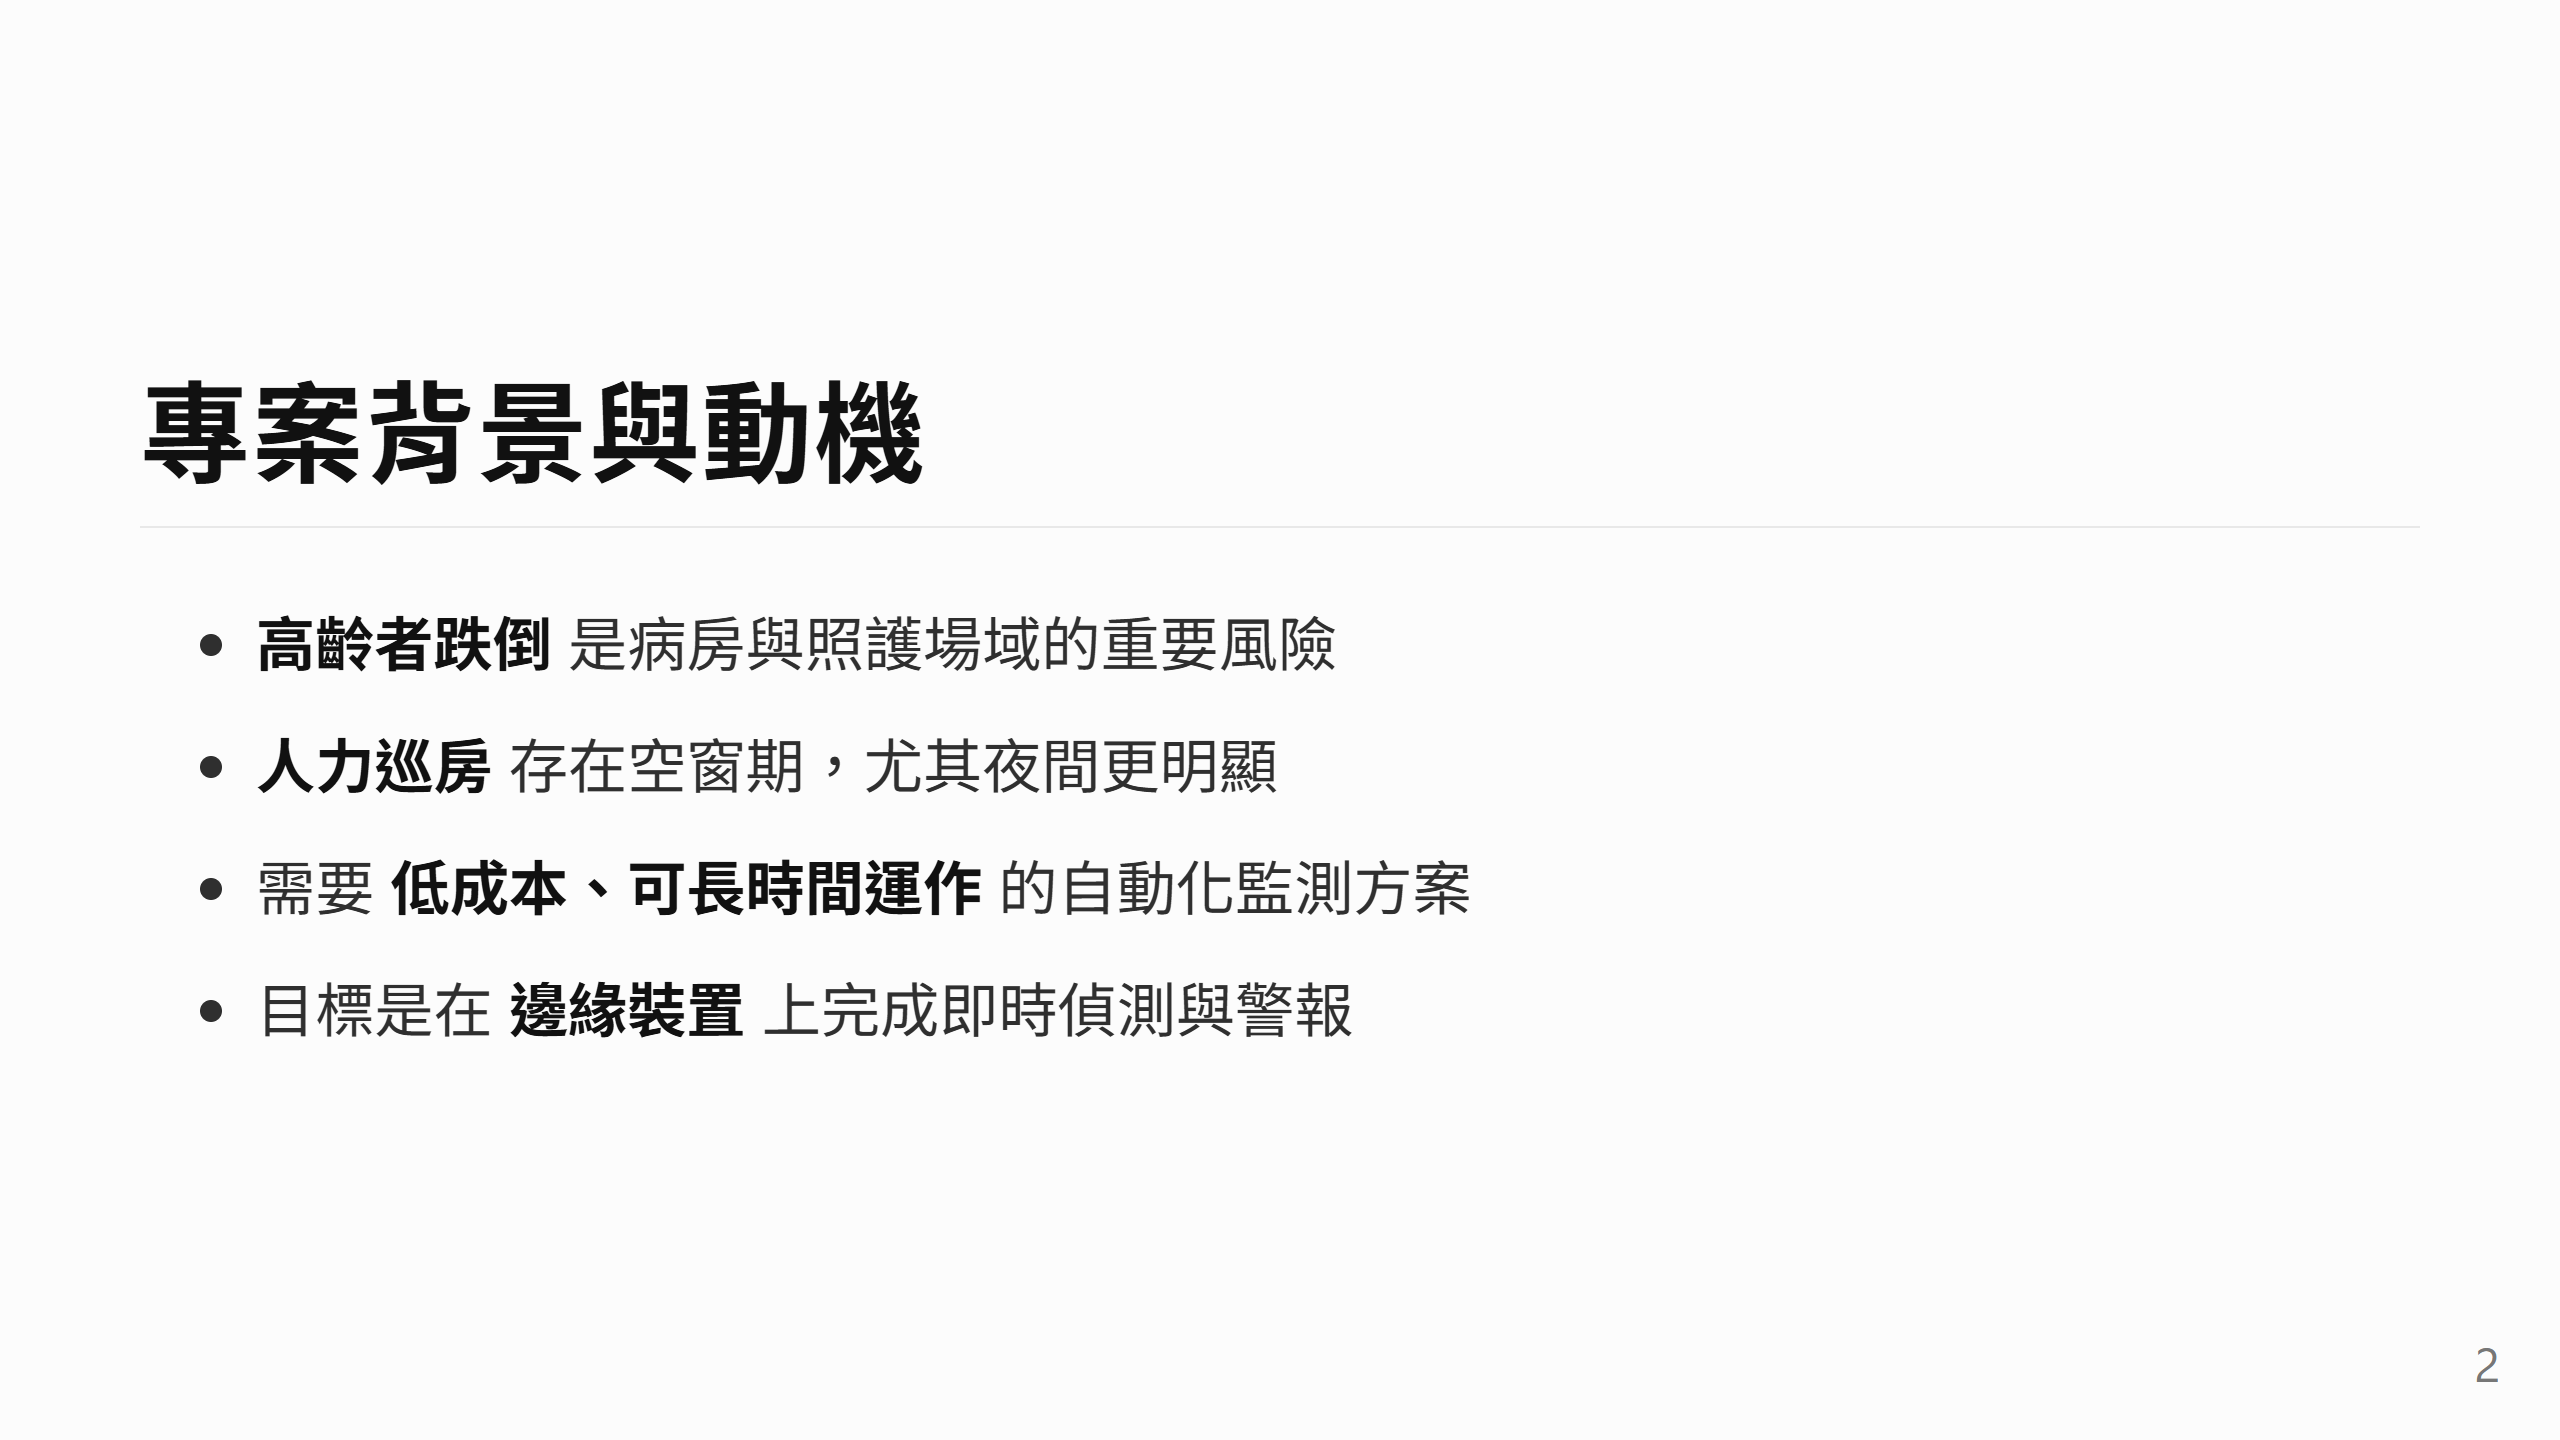 專案背景與動機
• 高齡者跌倒 是病房與照護場域的重要風險
• 人力巡房 存在空窗期，尤其夜間更明顯
• 需要 低成本、可長時間運作 的自動化監測方案
• 目標是在 邊緣裝置 上完成即時偵測與警報
2